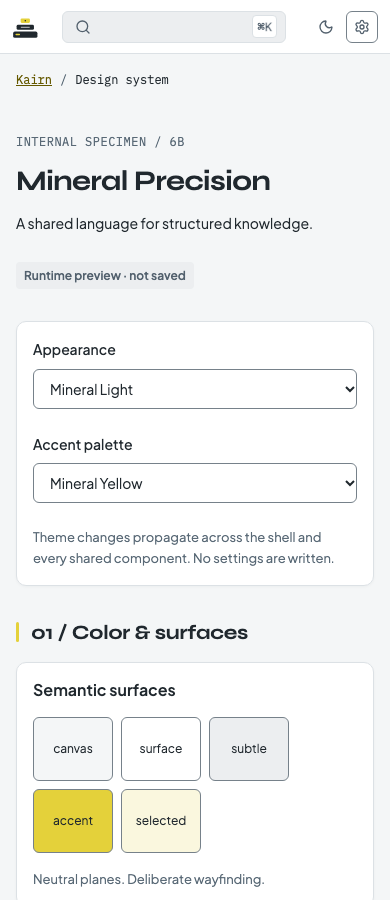 ⌘K
Kairn / Design system
INTERNAL SPECIMEN / 6B
Mineral Precision
A shared language for structured knowledge.
Runtime preview · not saved
Appearance
Mineral Light
Accent palette
Mineral Yellow
Theme changes propagate across the shell and
every shared component. No settings are written.
01 / Color & surfaces
Semantic surfaces
canvas
surface
subtle
accent
selected
Neutral planes. Deliberate wayfinding.